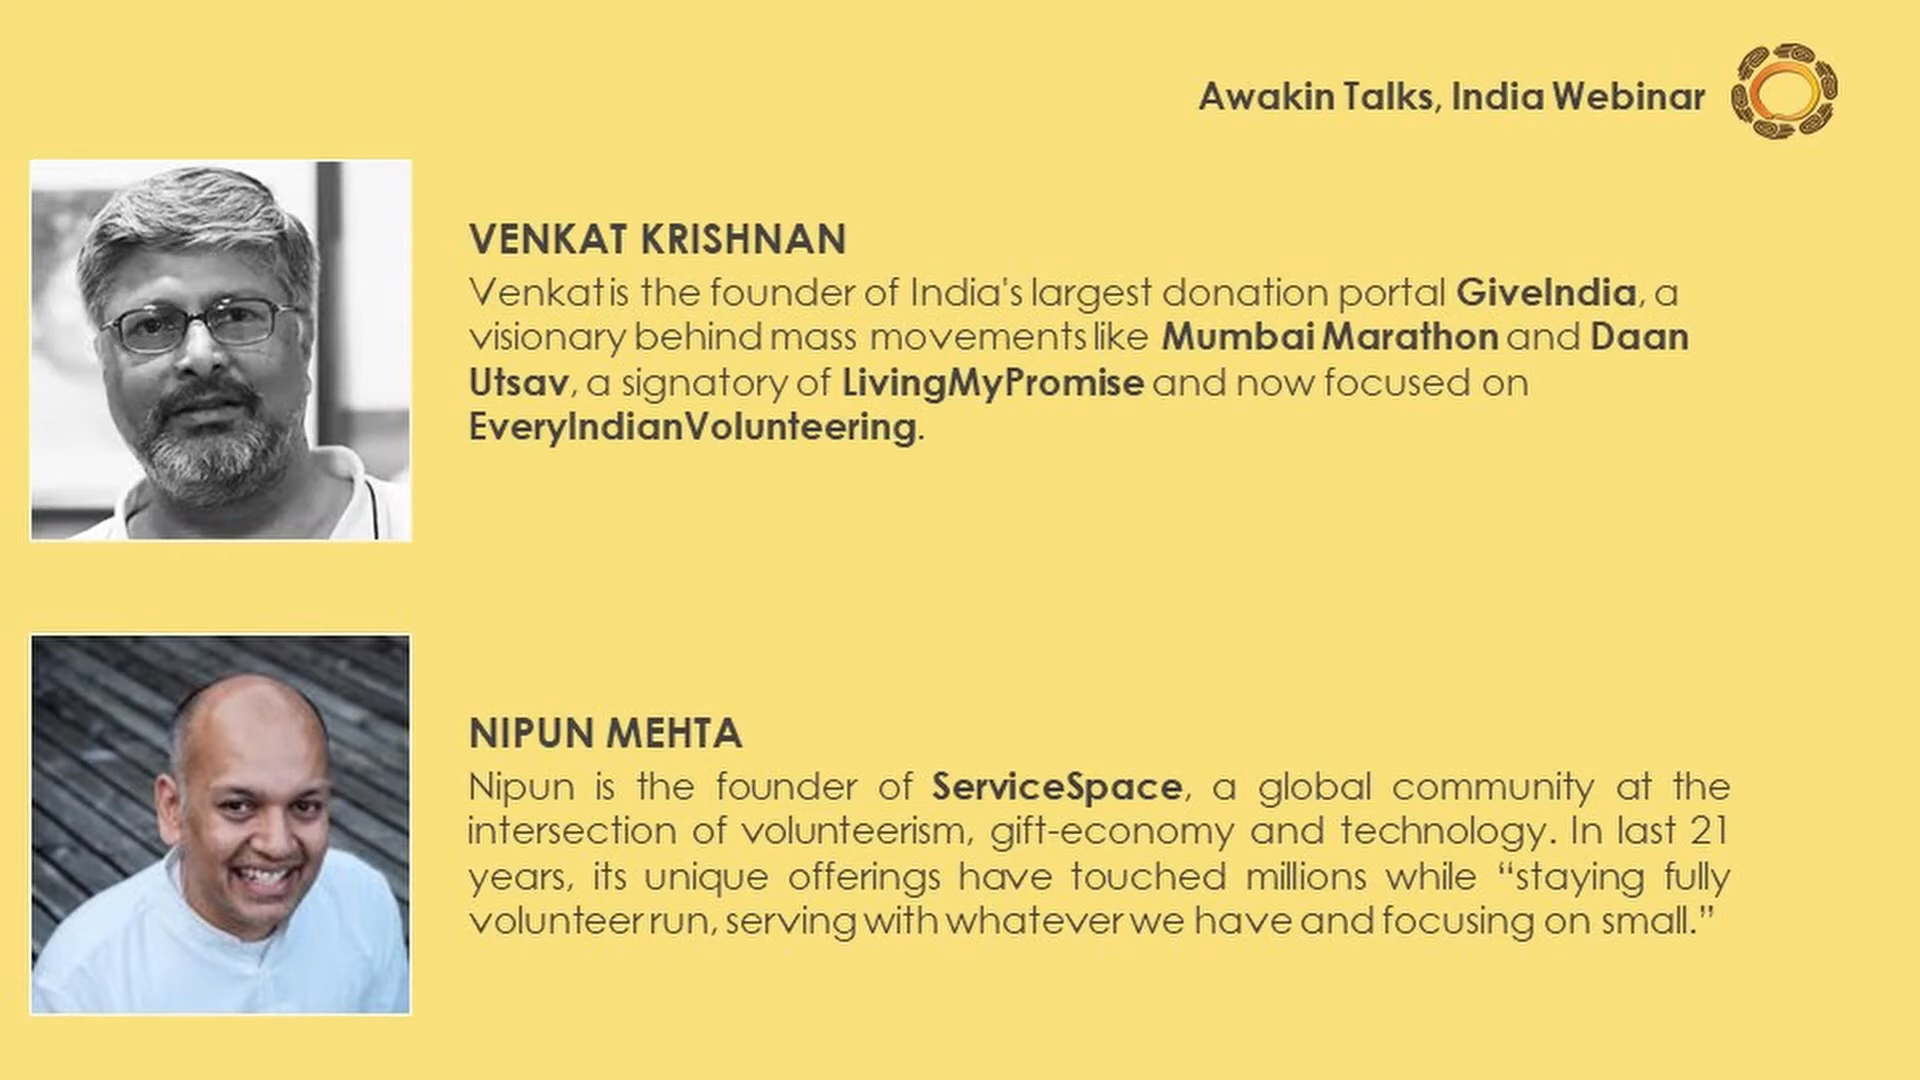 Awakin Talks, India Webinar
VENKAT KRISHNAN
Venkat is the founder of India's largest donation portal GiveIndia, a
visionary behind mass movements like Mumbai Marathon and Daan
Utsav, a signatory of LivingMyPromise and now focused on
EveryIndianVolunteering.
NIPUN MEHTA
Nipun is the founder of ServiceSpace, a global community at the
intersection of volunteerism, gift-economy and technology. In last 21
years, its unique offerings have touched millions while “staying fully
volunteer run, serving with whatever we have and focusing on small.”